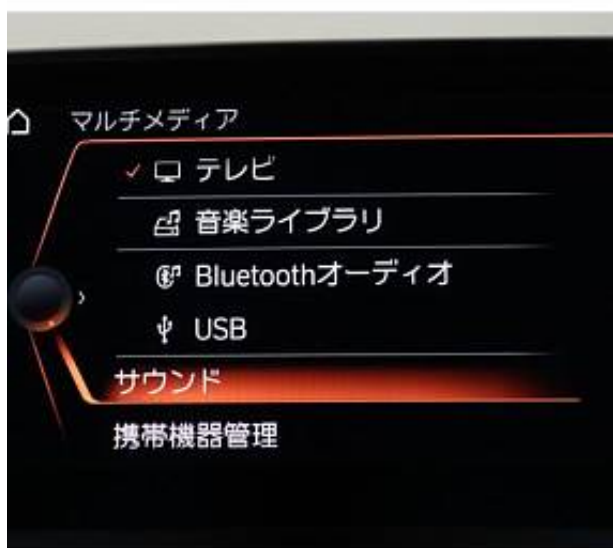 マルチメディア
テレビ
音楽ライブラリ
Bluetoothオーディオ
USB
サウンド
携帯機器管理